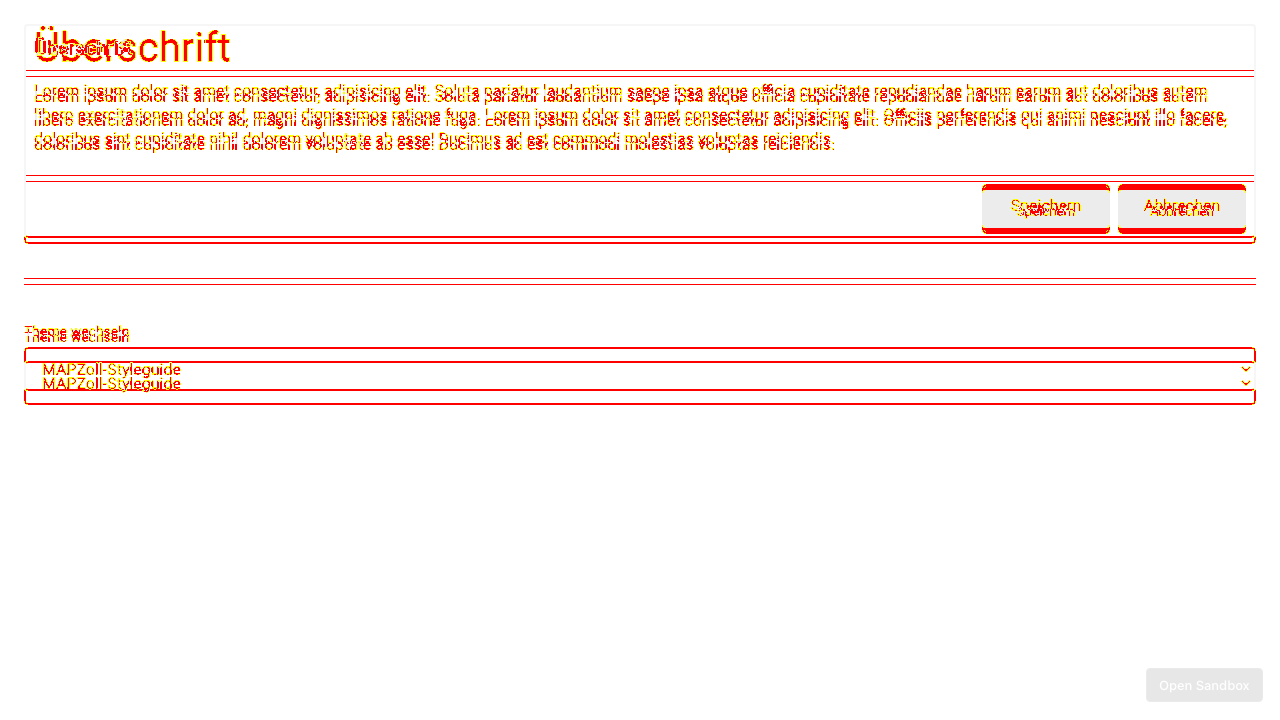 Überschrift
Lorem ipsum dolor sit amet consectetur, adipisicing elit. Soluta pariatur laudantium saepe ipsa atque officia cupiditate repudiandae harum earum aut doloribus autem
libero exercitationem dolor ad, magni dignissimos ratione fuga. Lorem ipsum dolor sit amet consectetur adipisicing elit. Officiis perferendis qui animi nesciunt illo facere,
doloribus sint cupiditate nihil dolorem voluptate ab esse! Ducimus ad est commodi molestias voluptas reiciendis.
Speichern Abbrechen
Theme wechseln
MAPZoll-Styleguide
MAPZoll-Styleguide
Open Sandbox